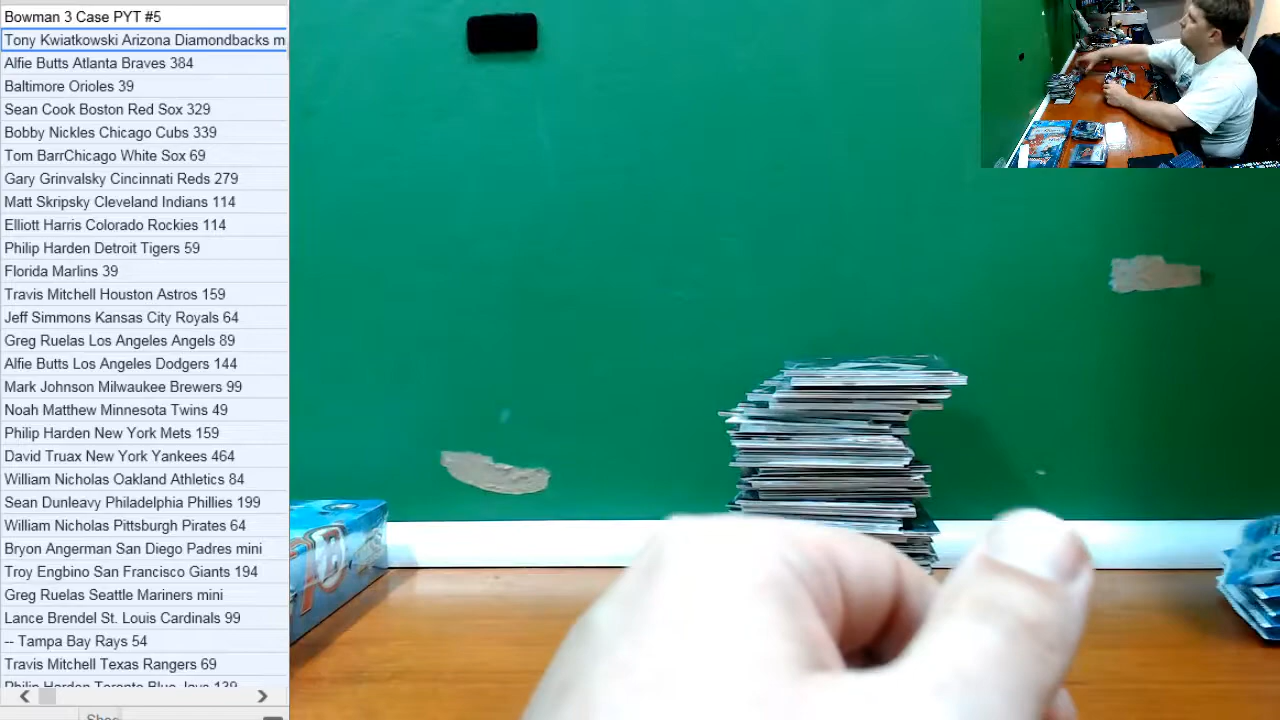 Bowman 3 Case PYT #5
Tony Kwiatkowski Arizona Diamondbacks m
Alfie Butts Atlanta Braves 384
Baltimore Orioles 39
Sean Cook Boston Red Sox 329
Bobby Nickles Chicago Cubs 339
Tom BarrChicago White Sox 69
Gary Grinvalsky Cincinnati Reds 279
Matt Skripsky Cleveland Indians 114
Elliott Harris Colorado Rockies 114
Philip Harden Detroit Tigers 59
Florida Marlins 39
Travis Mitchell Houston Astros 159
Jeff Simmons Kansas City Royals 64
Greg Ruelas Los Angeles Angels 89
Alfie Butts Los Angeles Dodgers 144
Mark Johnson Milwaukee Brewers 99
Noah Matthew Minnesota Twins 49
Philip Harden New York Mets 159
David Truax New York Yankees 464
William Nicholas Oakland Athletics 84
Sean Dunleavy Philadelphia Phillies 199
William Nicholas Pittsburgh Pirates 64
Bryon Angerman San Diego Padres mini
Troy Engbino San Francisco Giants 194
Greg Ruelas Seattle Mariners mini
Lance Brendel St. Louis Cardinals 99
-- Tampa Bay Rays 54
Travis Mitchell Texas Rangers 69
Philip Harden Toronto Blue Jays 139